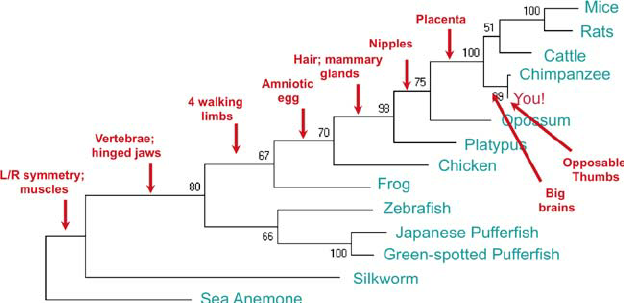 Mice
100
Placenta
51
Rats
Nipples
100
Cattle
Hair; mammary
glands
Chimpanzee
75
Amniotic
egg
99
You!
4 walking
limbs
93
Opossum
Vertebrae;
hinged jaws
70
Platypus
Opposable
Thumbs
67
Chicken
L/R symmetry;
muscles
Big
brains
80
Frog
Zebrafish
66
Japanese Pufferfish
100
Green-spotted Pufferfish
Silkworm
Sea Anemone